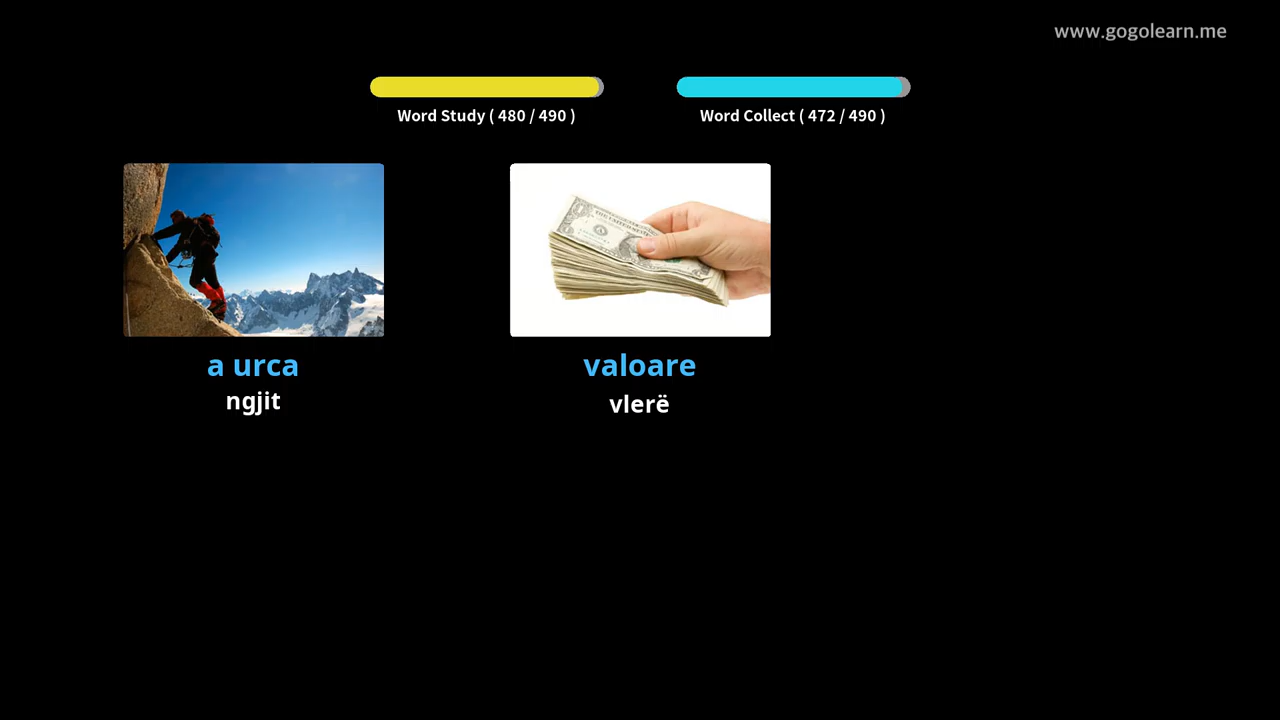 www.gogolearn.me
Word Study ( 480 / 490 )
Word Collect ( 472 / 490 )
a urca
ngjit
valoare
vlerë